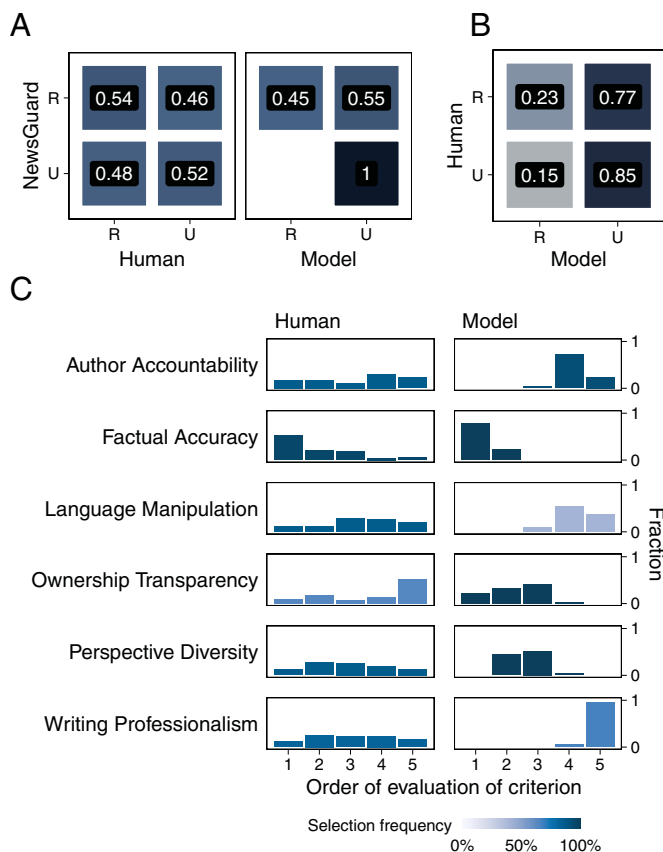 A
B
NewsGuard
R
0.54
0.46
0.45
0.55
U
0.48
0.52
1
R
U
R
U
Human
Model
Human
R
0.23
0.77
U
0.15
0.85
R
U
Model
C
Human
Model
Author Accountability
1
0
Factual Accuracy
1
0
Language Manipulation
1
0
Ownership Transparency
1
0
Perspective Diversity
1
0
Writing Professionalism
1
0
Fraction
1 2 3 4 5
1 2 3 4 5
Order of evaluation of criterion
Selection frequency
0% 50% 100%